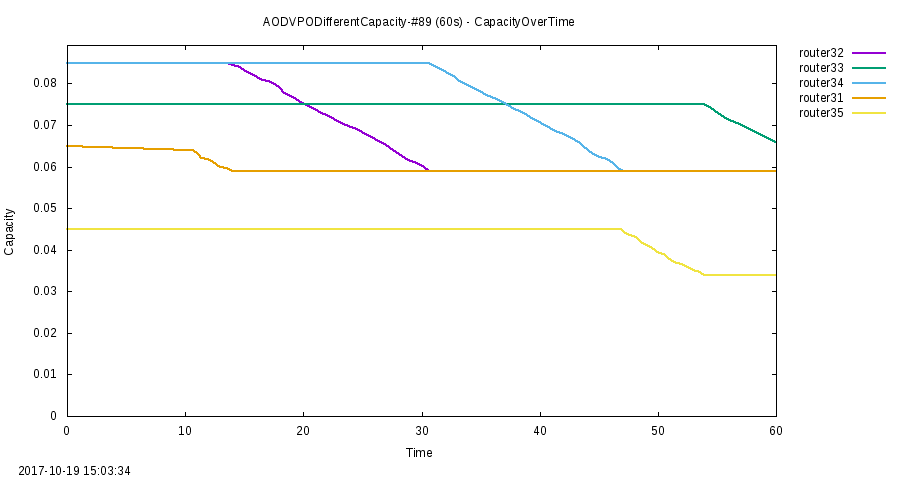 AODVPODifferentCapacity-#89 (60s) - CapacityOverTime
router32
router33
router34
router31
router35
Capacity
0.08
0.07
0.06
0.05
0.04
0.03
0.02
0.01
0
0 10 20 30 40 50 60
Time
2017-10-19 15:03:34